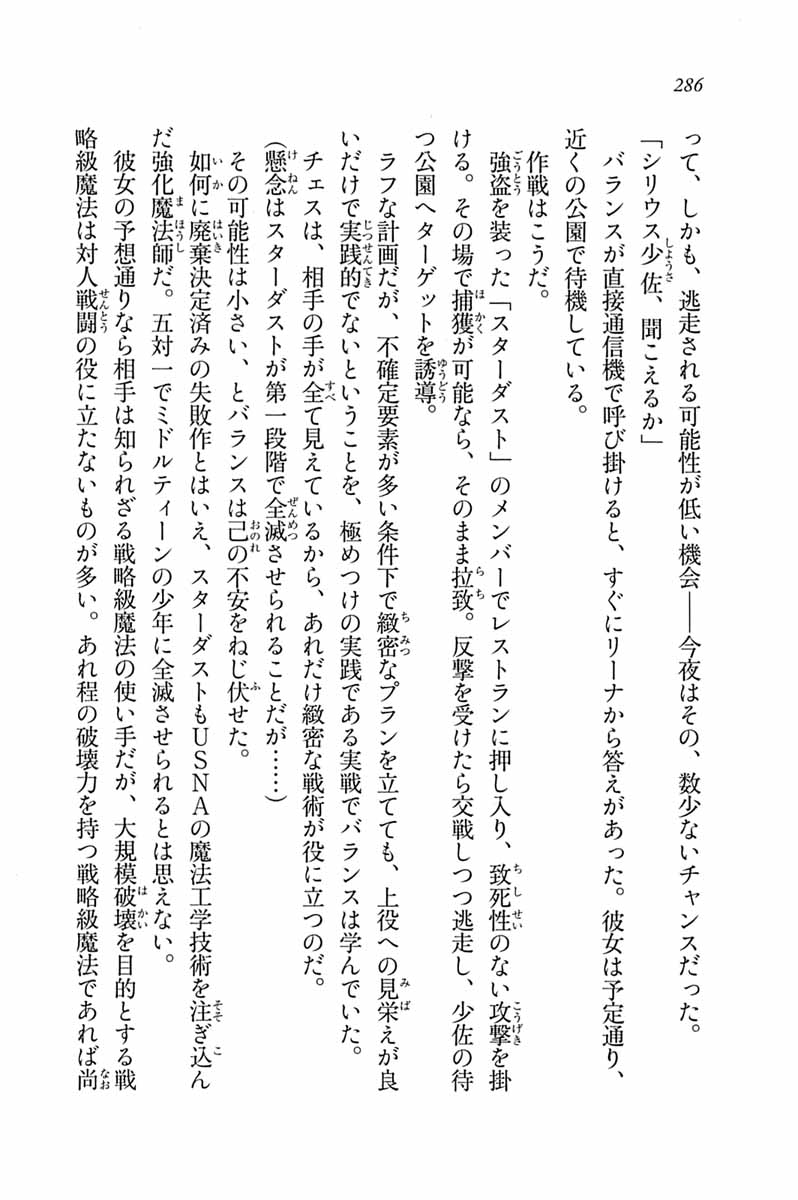 286
って、しかも、逃走される可能性が低い機会――今夜はその、数少ないチャンスだった。
「シリウス少佐、聞こえるか」
バランスが直接通信機で呼び掛けると、すぐにリーナから答えがあった。彼女は予定通り、
近くの公園で待機している。
作戦はこうだ。
強盗を装った「スターダスト」のメンバーでレストランに押し入り、致死性のない攻撃を掛
ける。その場で捕獲が可能なら、そのまま拉致。反撃を受けたら交戦しつつ逃走し、少佐の待
つ公園へターゲットを誘導。
ラフな計画だが、不確定要素が多い条件下で緻密なプランを立てても、上役への見栄えが良
いだけで実践的でないということを、極めつけの実践である実戦でバランスは学んでいた。
チェスは、相手の手が全て見えているから、あれだけ緻密な戦術が役に立つのだ。
(懸念はスターダストが第一段階で全滅させられることだが……)
その可能性は小さい、とバランスは己の不安をねじ伏せた。
如何に廃棄決定済みの失敗作とはいえ、スターダストもUSNAの魔法工学技術を注ぎ込ん
だ強化魔法師だ。五対一でミドルティーンの少年に全滅させられるとは思えない。
彼女の予想通りなら相手は知られざる戦略級魔法の使い手だが、大規模破壊を目的とする戦
略級魔法は対人戦闘の役に立たないものが多い。あれ程の破壊力を持つ戦略級魔法であれば尚